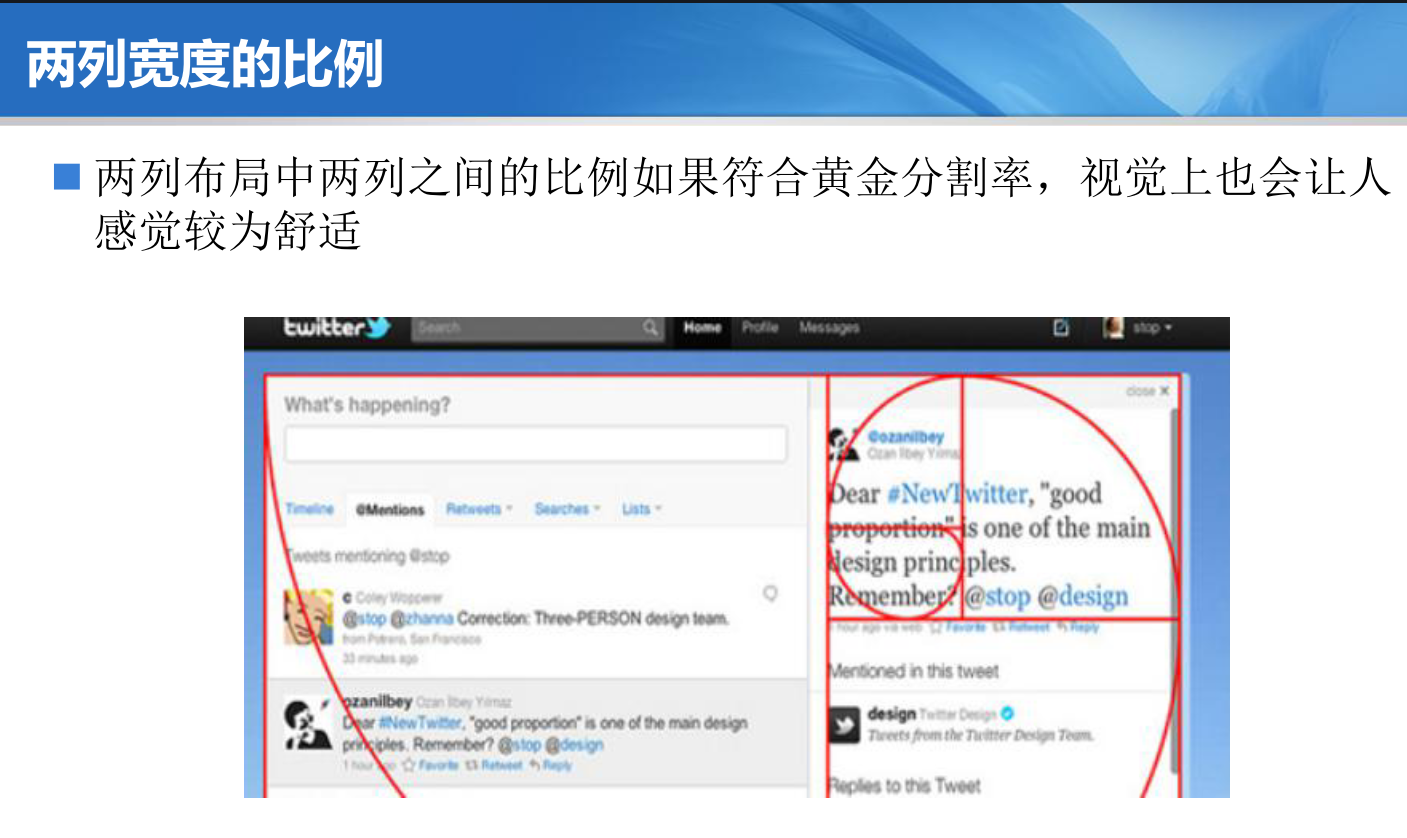 两列宽度的比例
两列布局中两列之间的比例如果符合黄金分割率，视觉上也会让人
感觉较为舒适
twitter Search Home Profile Messages stop
What's happening?
Timeline @Mentions Retweets Searches Lists
Tweets mentioning @stop
c Coley Wopperer
@stop @zhanna Correction: Three-PERSON design team.
from Potrero, San Francisco
33 minutes ago
ozanilbey Ozan İlbey Yılmaz
Dear #NewTwitter, "good proportion" is one of the main design
principles. Remember? @stop @design
1 hour ago Favorite Retweet Reply
close X
@ozanilbey
Ozan İlbey Yılmaz
Dear #NewTwitter, "good
proportion" is one of the main
design principles.
Remember? @stop @design
hour ago via web Favorite Retweet Reply
Mentioned in this tweet
design Twitter Design
Tweets from the Twitter Design Team.
Replies to this Tweet